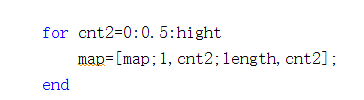 for cnt2=0:0.5:hight
map=[map;1,cnt2;length,cnt2];
end